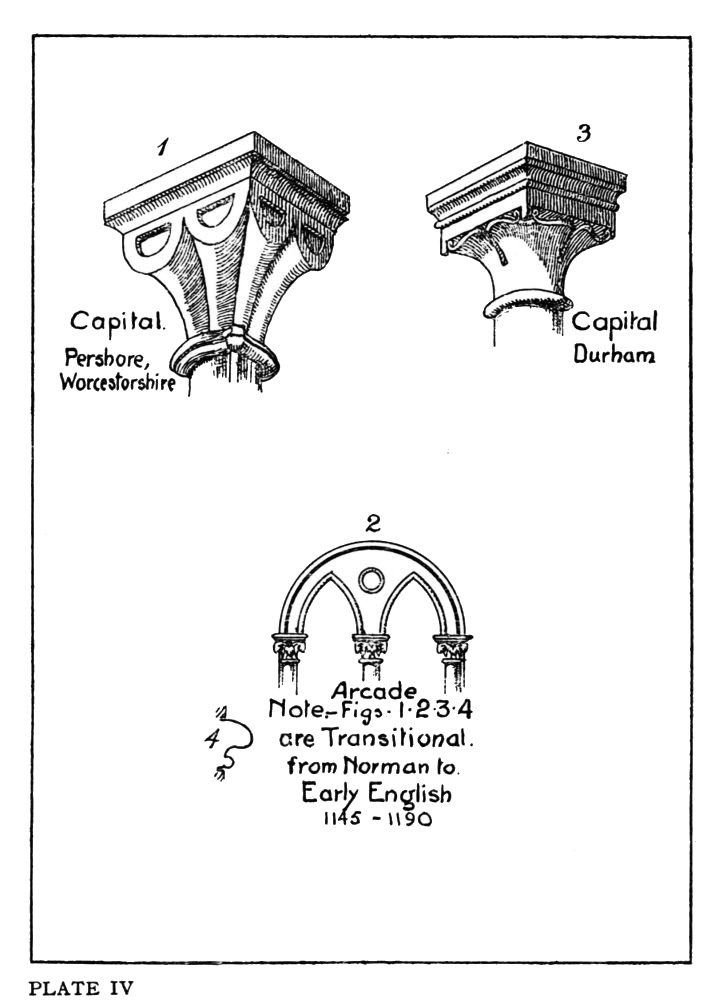 1
Capital.
Pershore,
Worcestorshire
3
Capital
Durham
2
Arcade
Note.- Figs. 1.2.3.4
4
are Transitional.
from Norman to.
Early English
1145 - 1190
PLATE IV